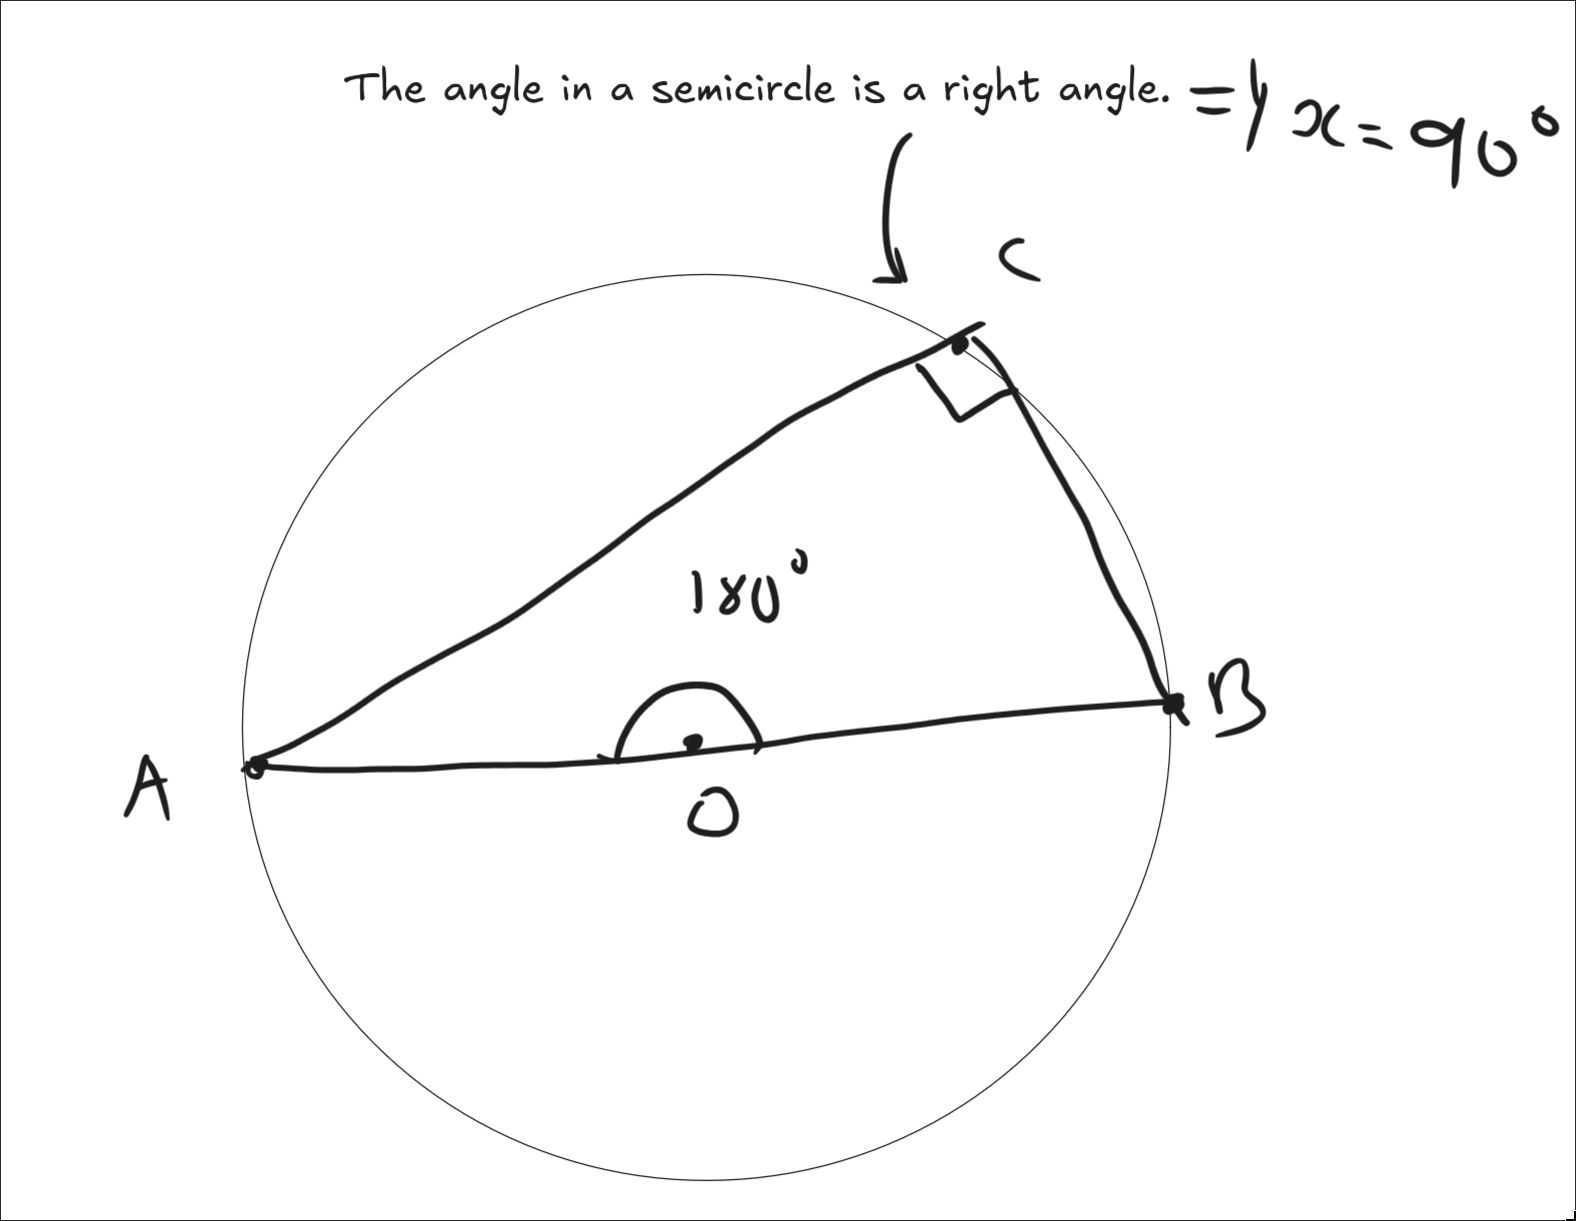 The angle in a semicircle is a right angle. => x = 90°
C
180°
B
A
O